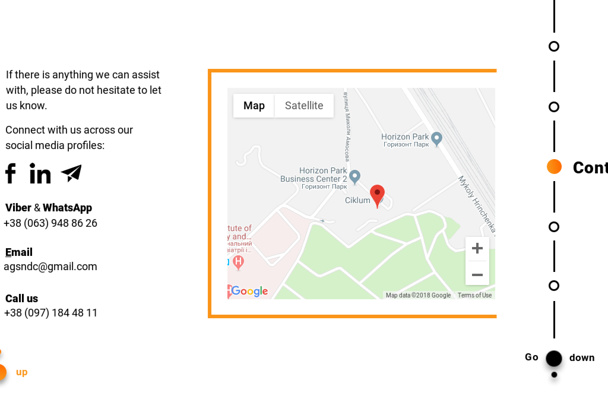 If there is anything we can assist
with, please do not hesitate to let
us know.
Connect with us across our
social media profiles:
Viber & WhatsApp
+38 (063) 948 86 26
Email
agsndc@gmail.com
Call us
+38 (097) 184 48 11
up
Map
Satellite
вулиця Миколи Амосова
Horizon Park
Горизонт Парк
Horizon Park
Business Center 2
Горизонт Парк
Ciklum
Mykoly Hrinchenka
itute of
y and...
нальний
еатрії і...
Google
Map data ©2018 Google
Terms of Use
Cont
Go
down